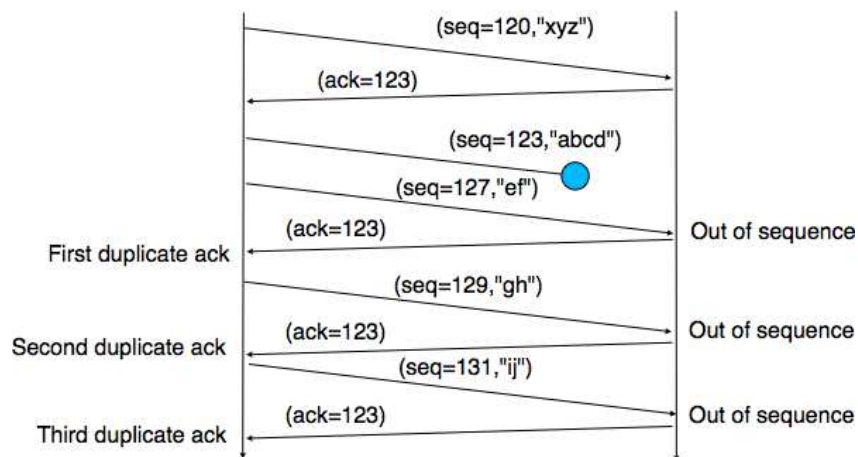 (seq=120,"xyz")
(ack=123)
(seq=123,"abcd")
(seq=127,"ef")
(ack=123)
Out of sequence
First duplicate ack
(seq=129,"gh")
(ack=123)
Out of sequence
Second duplicate ack
(seq=131,"ij")
(ack=123)
Out of sequence
Third duplicate ack